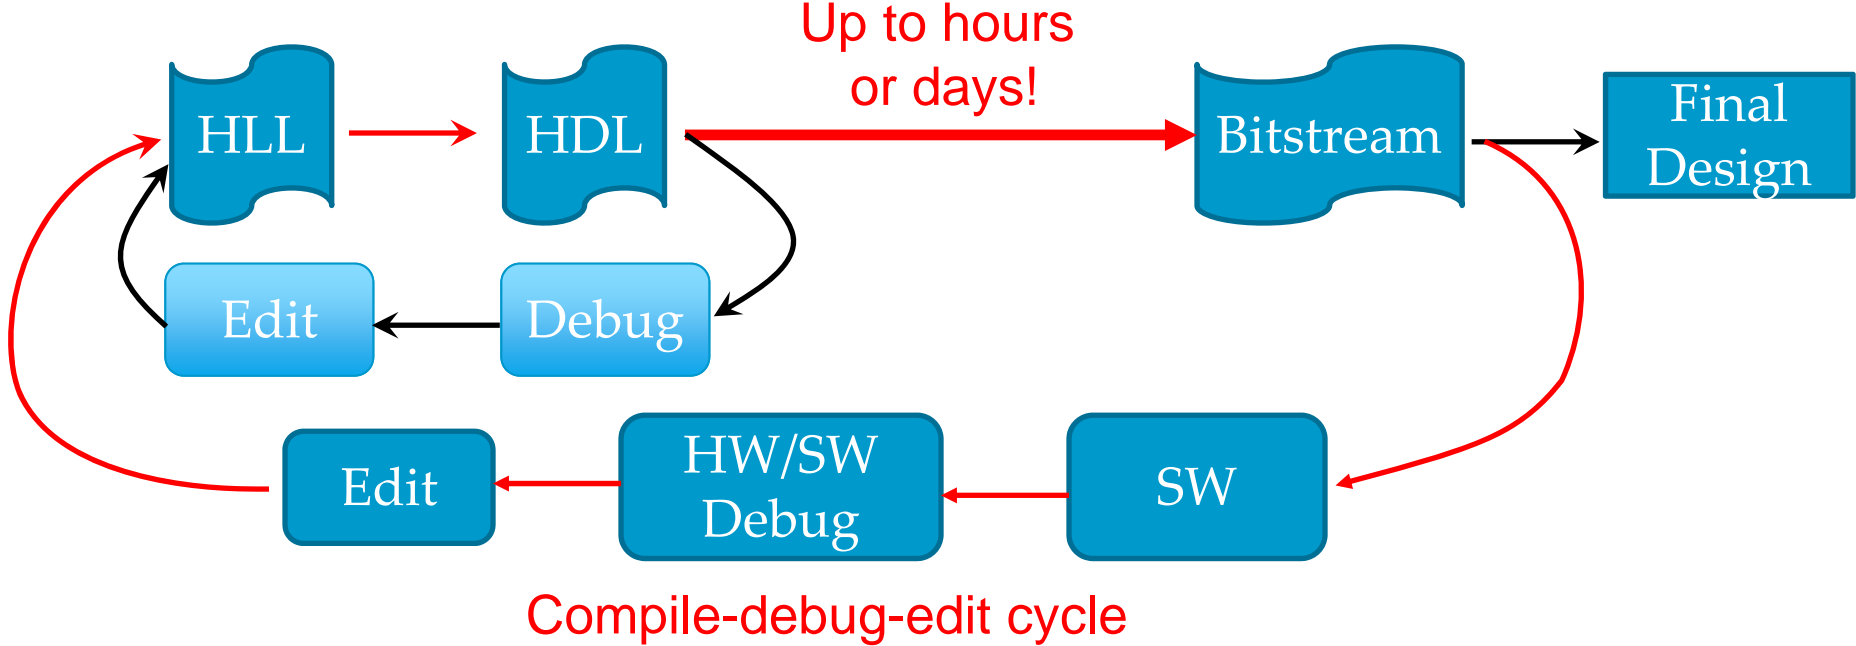 Up to hours
or days!
HLL
HDL
Bitstream
Final
Design
Edit
Debug
Edit
HW/SW
Debug
SW
Compile-debug-edit cycle